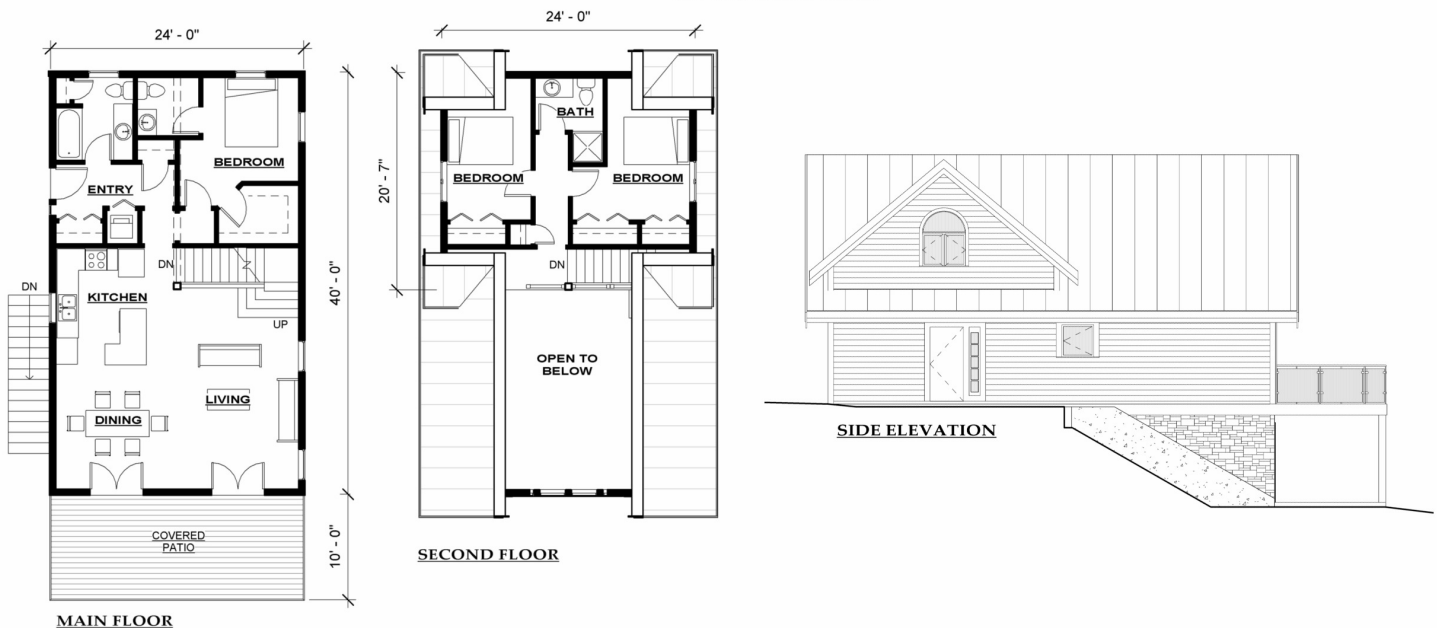 24' - 0"
BEDROOM
ENTRY
DN
KITCHEN
DN
UP
LIVING
DINING
COVERED
PATIO
40' - 0"
10' - 0"
MAIN FLOOR
24' - 0"
20' - 7"
BATH
BEDROOM
BEDROOM
DN
OPEN TO
BELOW
SECOND FLOOR
SIDE ELEVATION